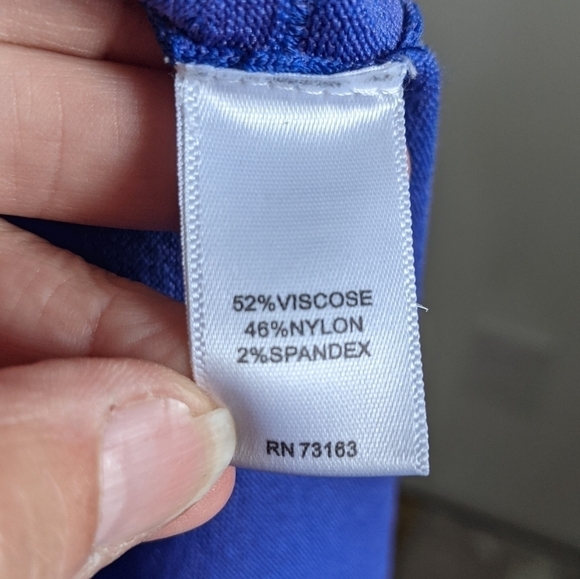 52%VISCOSE
46%NYLON
2%SPANDEX
RN 73163